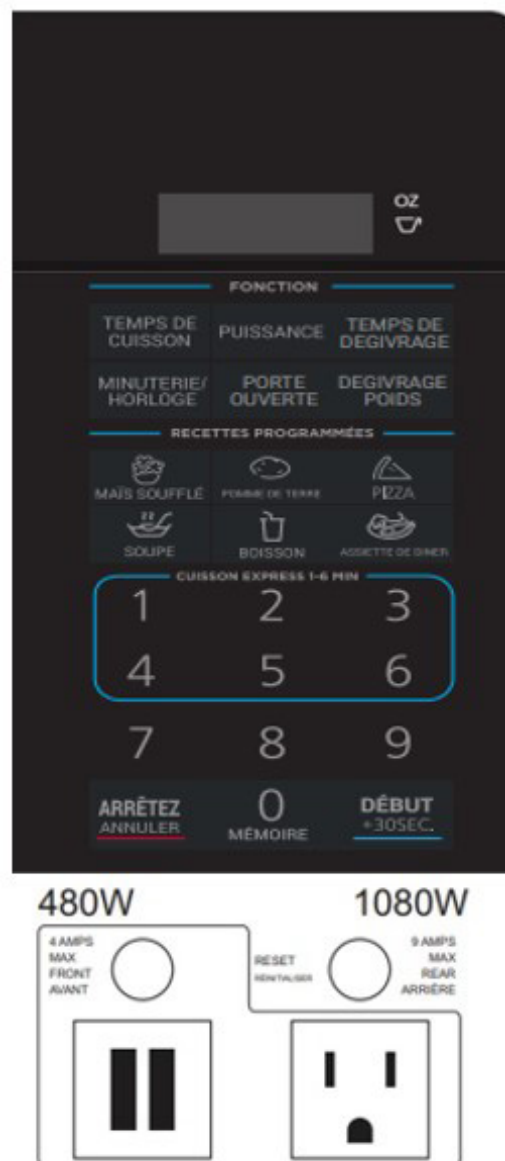 OZ
FONCTION
TEMPS DE CUISSON
PUISSANCE
TEMPS DE DEGIVRAGE
MINUTERIE/ HORLOGE
PORTE OUVERTE
DEGIVRAGE POIDS
RECETTES PROGRAMMÉES
MAÏS SOUFFLÉ
POMME DE TERRE
PIZZA
SOUPE
BOISSON
ASSIETTE DE DINER
CUISSON EXPRESS 1-6 MIN
1 2 3
4 5 6
7 8 9
ARRÊTEZ
ANNULER
0
MÉMOIRE
DÉBUT
+30SEC.
480W
1080W
4 AMPS
MAX
FRONT
AVANT
RESET
RÉINITIALISER
9 AMPS
MAX
REAR
ARRIÈRE